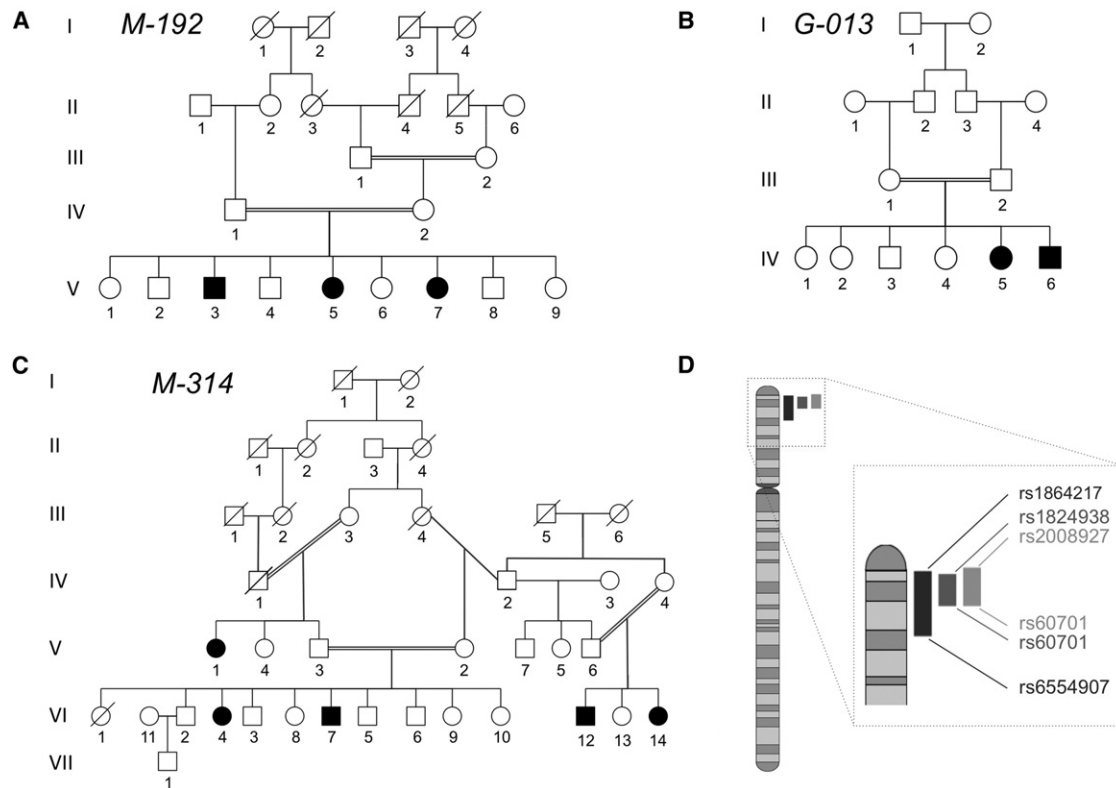 A M-192
I
1 2 3 4
II
1 2 3 4 5 6
III
1 2
IV
1 2
V
1 2 3 4 5 6 7 8 9
B G-013
I
1 2
II
1 2 3 4
III
1 2
IV
1 2 3 4 5 6
C M-314
I
1 2
II
1 2 3 4
III
1 2 3 4 5 6
IV
1 2 3 4
V
1 4 3 2 7 5 6
VI
1 11 2 4 3 8 7 5 6 9 10 12 13 14
VII
1
D
rs1864217
rs1824938
rs2008927
rs60701
rs60701
rs6554907